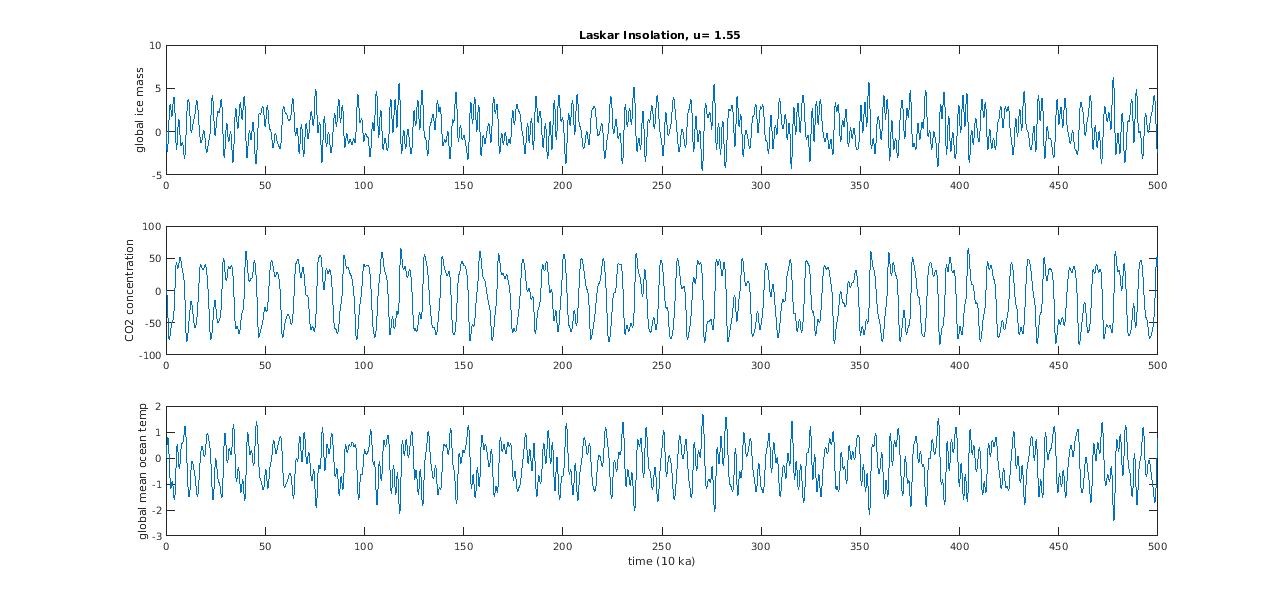 Laskar Insolation, u= 1.55
global ice mass
10
5
0
-5
0 50 100 150 200 250 300 350 400 450 500
CO2 concentration
100
50
0
-50
-100
0 50 100 150 200 250 300 350 400 450 500
global mean ocean temp
2
1
0
-1
-2
-3
0 50 100 150 200 250 300 350 400 450 500
time (10 ka)